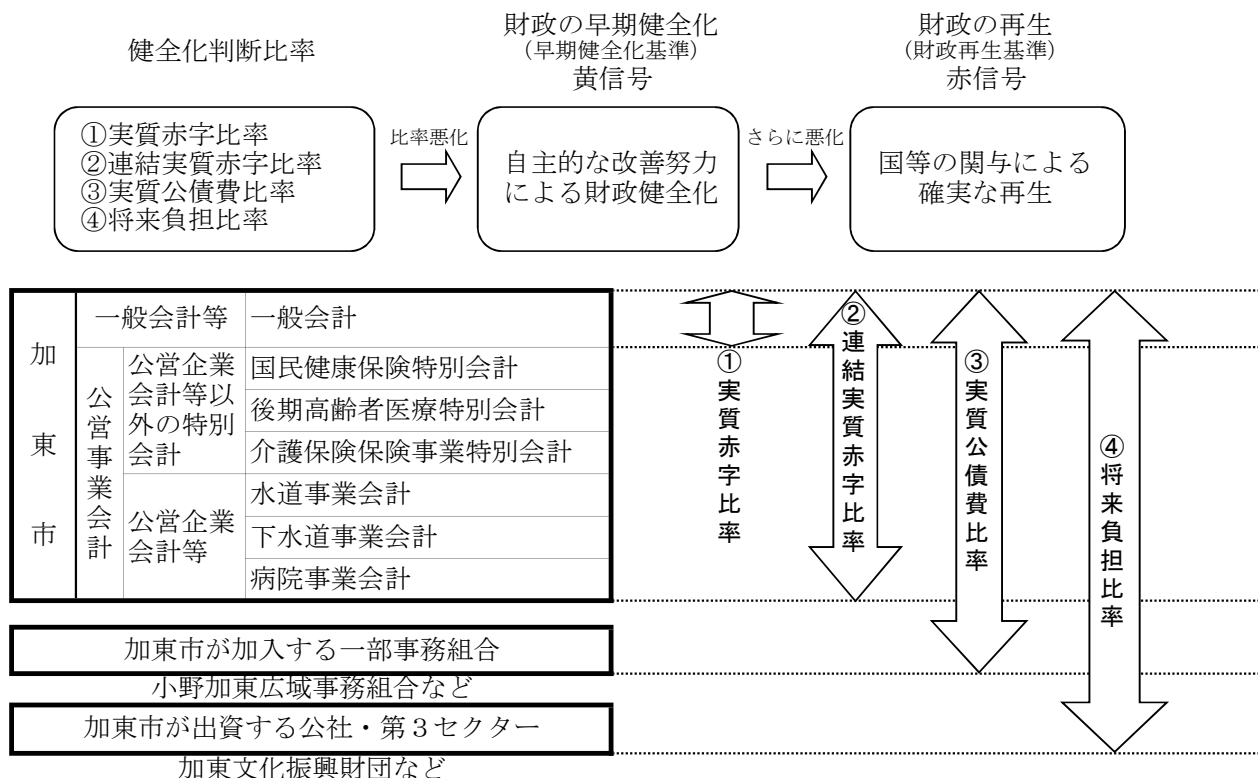 健全化判断比率
財政の早期健全化
(早期健全化基準)
黄信号
財政の再生
(財政再生基準)
赤信号
①実質赤字比率
②連結実質赤字比率
③実質公債費比率
④将来負担比率
比率悪化
自主的な改善努力
による財政健全化
さらに悪化
国等の関与による
確実な再生
加東市
一般会計等
一般会計
公営事業会計
公営企業
会計等以
外の特別
会計
国民健康保険特別会計
後期高齢者医療特別会計
介護保険保険事業特別会計
公営企業
会計等
水道事業会計
下水道事業会計
病院事業会計
①実質赤字比率
②連結実質赤字比率
③実質公債費比率
④将来負担比率
加東市が加入する一部事務組合
小野加東広域事務組合など
加東市が出資する公社・第３セクター
加東文化振興財団など